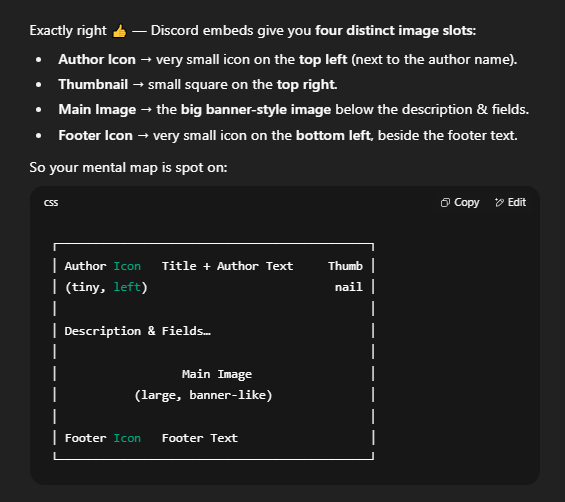 Exactly right 👍 — Discord embeds give you four distinct image slots:
• Author Icon → very small icon on the top left (next to the author name).
• Thumbnail → small square on the top right.
• Main Image → the big banner-style image below the description & fields.
• Footer Icon → very small icon on the bottom left, beside the footer text.
So your mental map is spot on:
css Copy Edit
Author Icon Title + Author Text Thumb
(tiny, left) nail
Description & Fields…
Main Image
(large, banner-like)
Footer Icon Footer Text